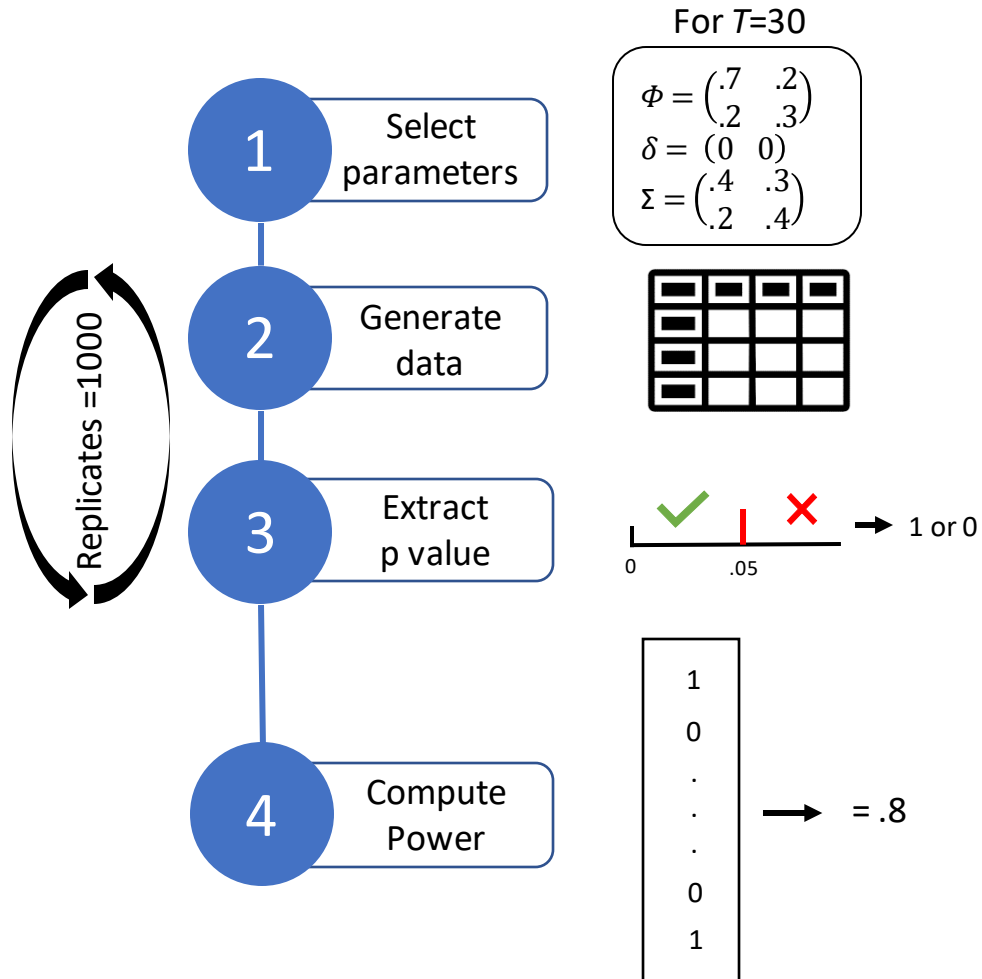 For T=30
1
Select
parameters
Φ = (.7 .2
.2 .3)
δ = (0 0)
Σ = (.4 .3
.2 .4)
Replicates =1000
2
Generate
data
3
Extract
p value
0
.05
1 or 0
4
Compute
Power
1
0
.
.
.
0
1
= .8